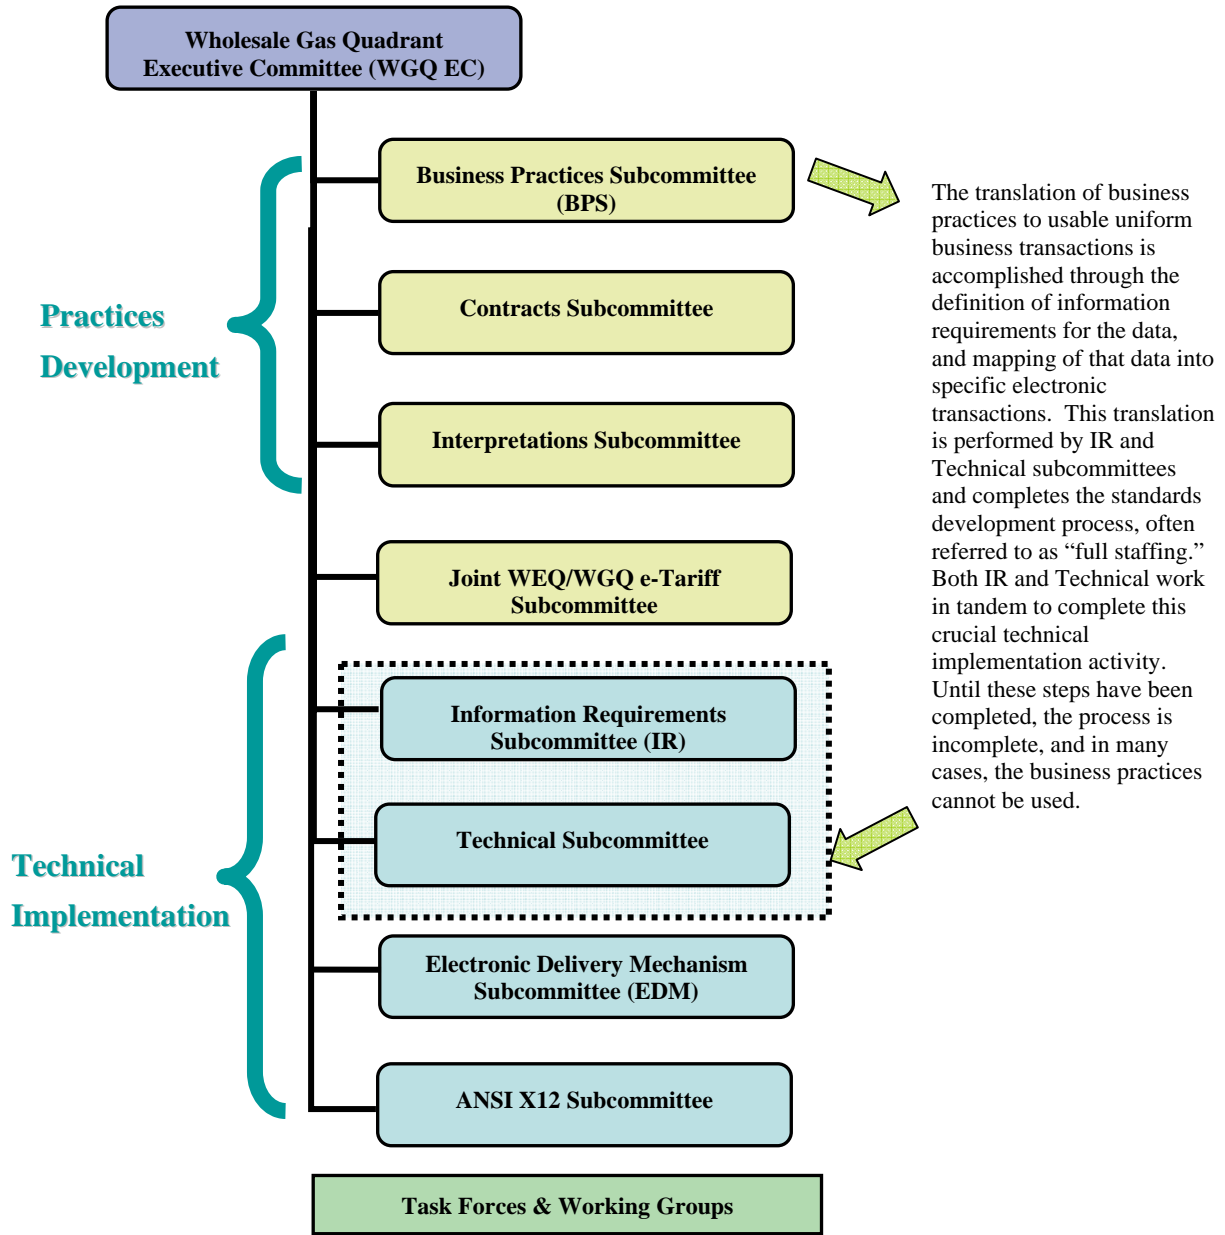 Wholesale Gas Quadrant
Executive Committee (WGQ EC)
Business Practices Subcommittee
(BPS)
Contracts Subcommittee
Interpretations Subcommittee
Joint WEQ/WGQ e-Tariff
Subcommittee
Information Requirements
Subcommittee (IR)
Technical Subcommittee
Electronic Delivery Mechanism
Subcommittee (EDM)
ANSI X12 Subcommittee
Task Forces & Working Groups
Practices
Development
Technical
Implementation
The translation of business
practices to usable uniform
business transactions is
accomplished through the
definition of information
requirements for the data,
and mapping of that data into
specific electronic
transactions.  This translation
is performed by IR and
Technical subcommittees
and completes the standards
development process, often
referred to as “full staffing.”
Both IR and Technical work
in tandem to complete this
crucial technical
implementation activity.
Until these steps have been
completed, the process is
incomplete, and in many
cases, the business practices
cannot be used.